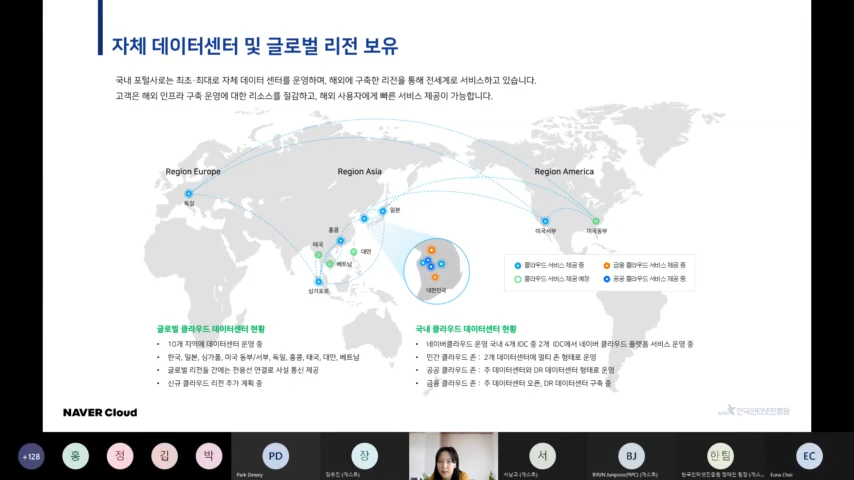 자체 데이터센터 및 글로벌 리전 보유
국내 포털사로는 최초·최대로 자체 데이터 센터를 운영하며, 해외에 구축한 리전을 통해 전세계로 서비스하고 있습니다.
고객은 해외 인프라 구축 운영에 대한 리소스를 절감하고, 해외 사용자에게 빠른 서비스 제공이 가능합니다.
Region Europe
Region Asia
Region America
독일
일본
홍콩
태국
대만
베트남
싱가포르
대한민국
미국서부
미국동부
클라우드 서비스 제공 중
금융 클라우드 서비스 제공 중
클라우드 서비스 제공예정
공공 클라우드 서비스 제공 중
글로벌 클라우드 데이터센터 현황
• 10개 지역에 데이터센터 운영 중
• 한국, 일본, 싱가폴, 미국 동부/서부, 독일, 홍콩, 태국, 대만, 베트남
• 글로벌 리전들 간에는 전용선 연결로 사설 통신 제공
• 신규 클라우드 리전 추가 계획 중
국내 클라우드 데이터센터 현황
• 네이버클라우드 운영 국내 4개 IDC 중 2개 IDC에서 네이버 클라우드 플랫폼 서비스 운영 중
• 민간 클라우드 존 : 2개 데이터센터에 멀티 존 형태로 운영
• 공공 클라우드 존 : 주 데이터센터와 DR 데이터센터 형태로 운영
• 금융 클라우드 존 : 주 데이터센터 오픈, DR 데이터센터 구축 중
NAVER Cloud
한국인터넷진흥원
+128
홍
정
김
박
PD
Park Dewey
장
장유진 (게스트)
서
서남교 (게스트)
BJ
BYUN Jungsoo(PIPC) (게스트)
한팀
한국인터넷진흥원 정태인 팀장 (게스...
EC
Euna Choi